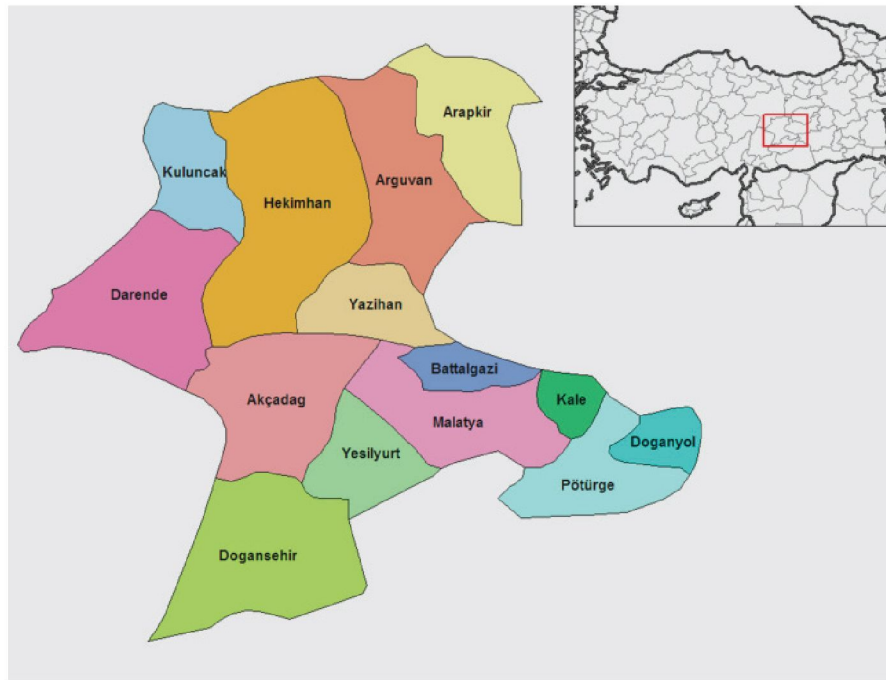 Arapkir
Kuluncak
Arguvan
Hekimhan
Darende
Yazihan
Battalgazi
Akçadag
Kale
Malatya
Doganyol
Yesilyurt
Pötürge
Dogansehir